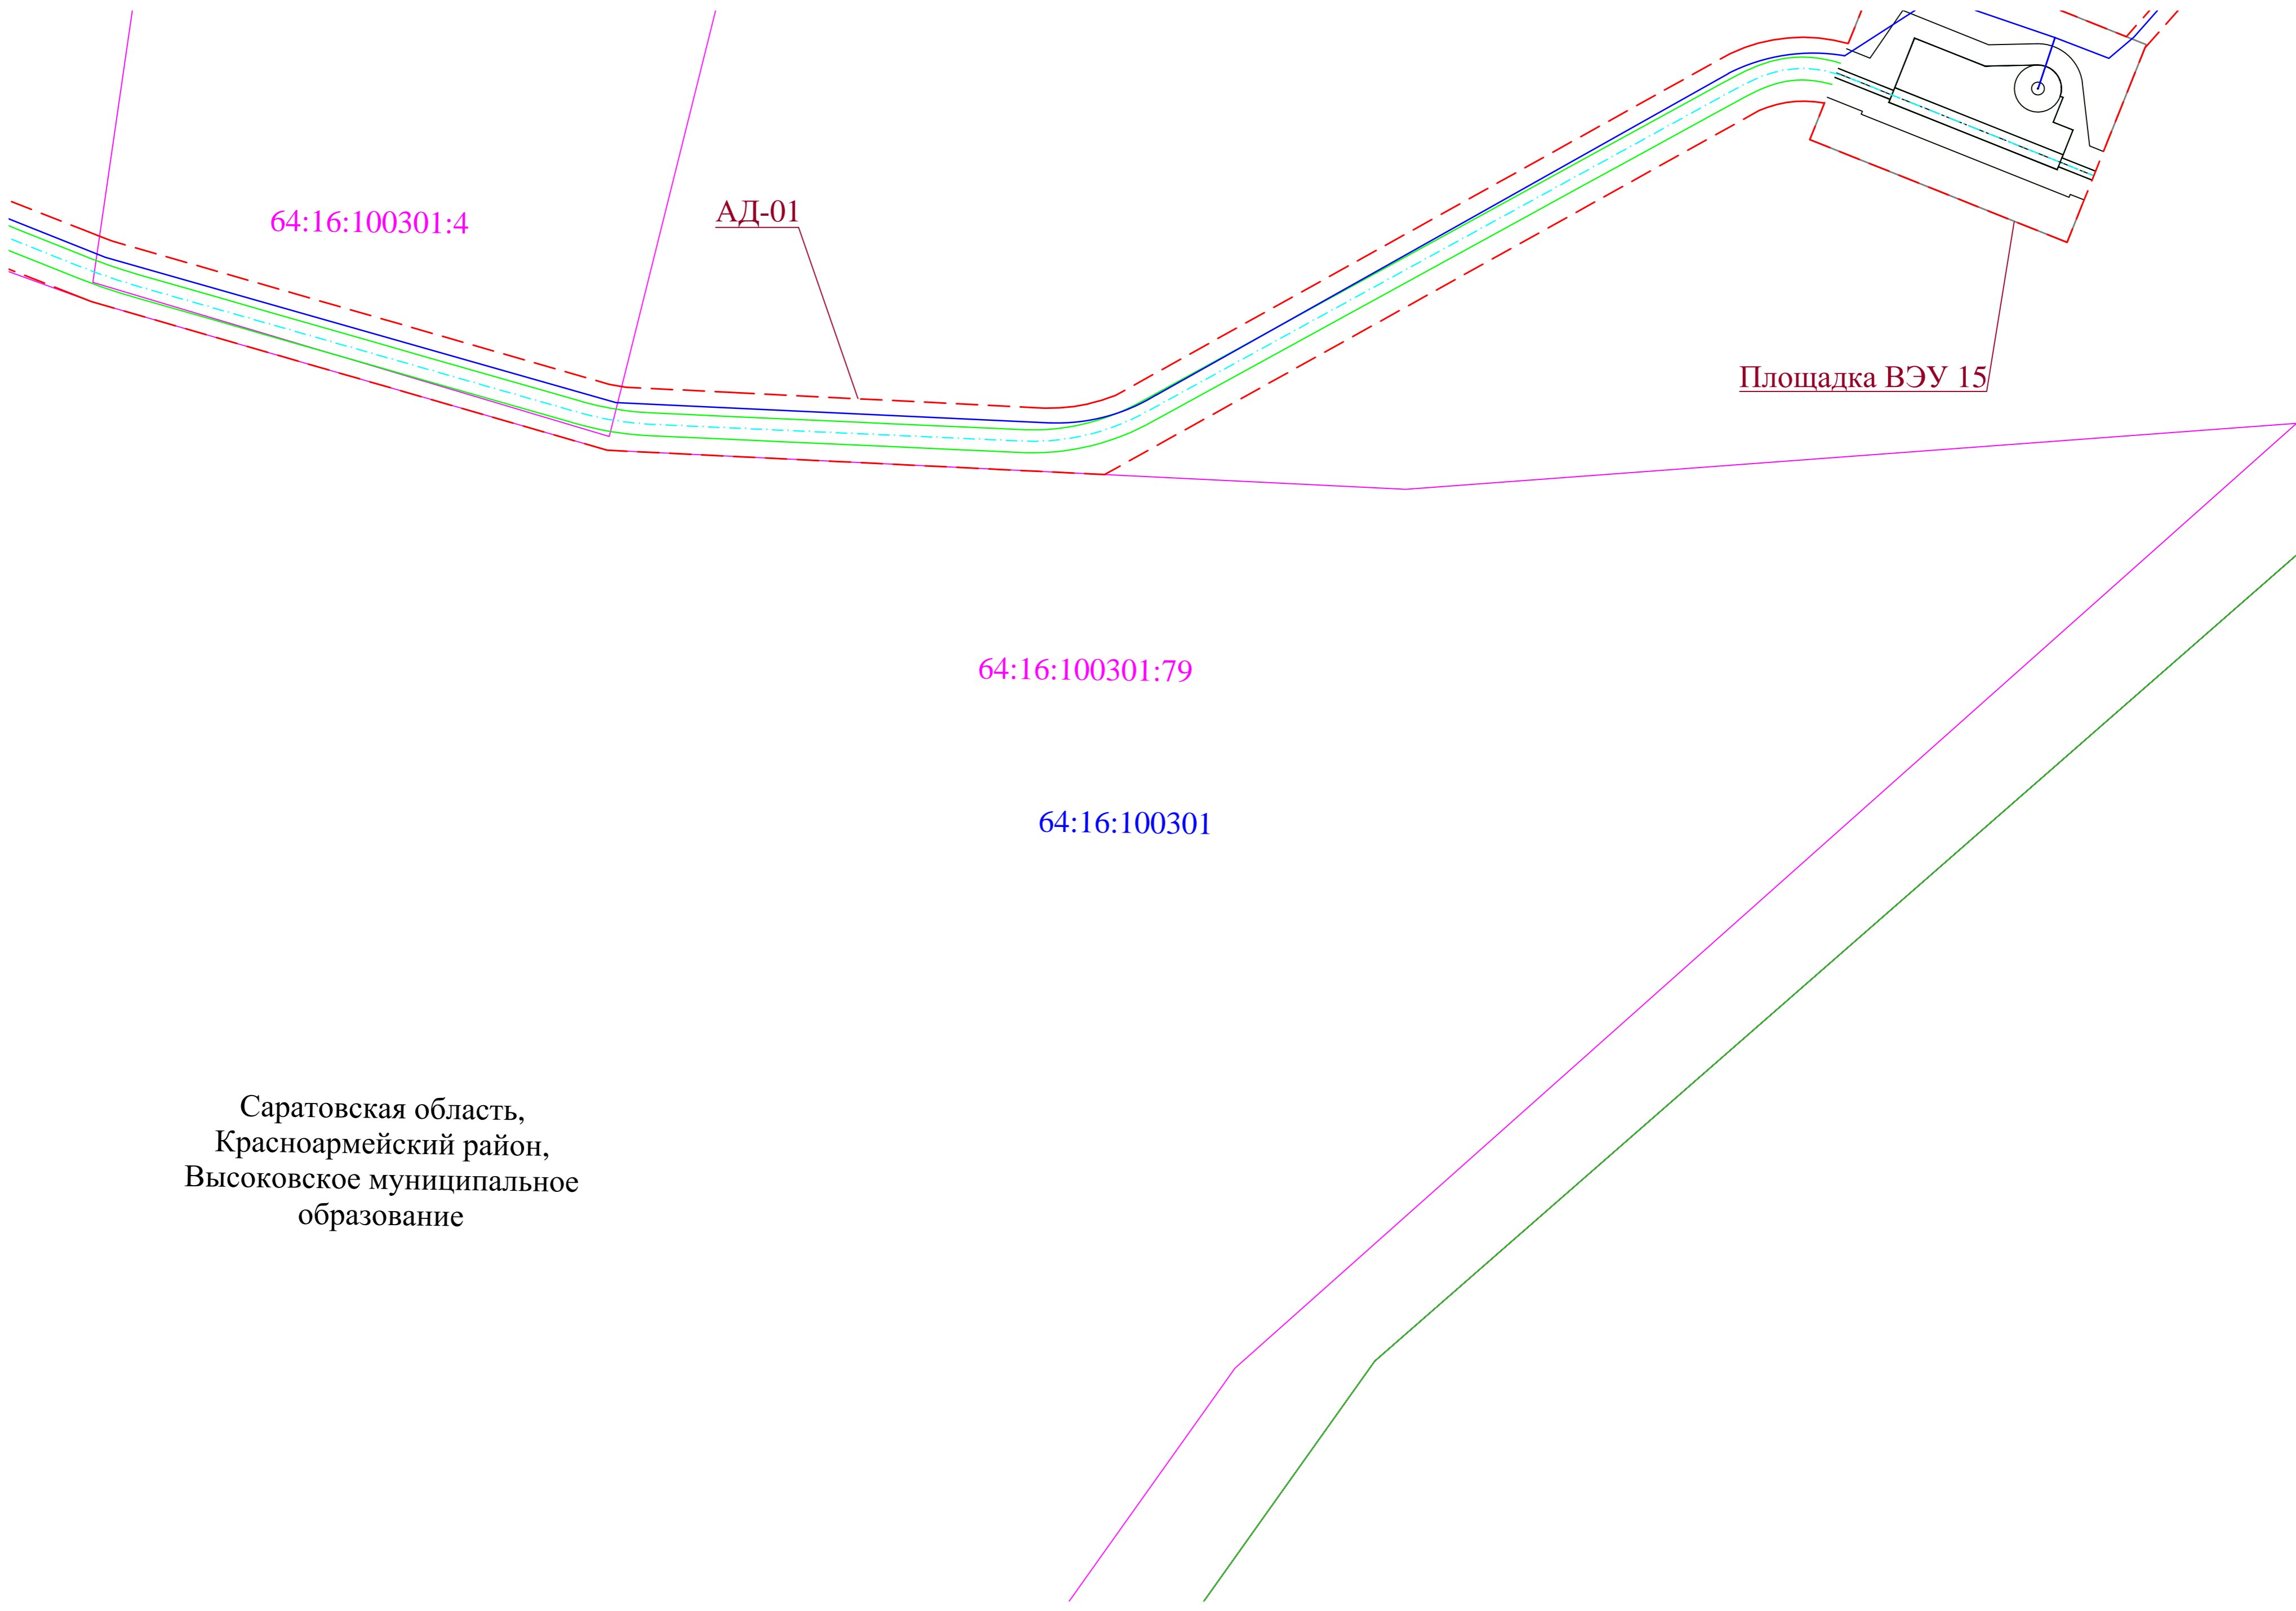 64:16:100301:4
АД-01
Площадка ВЭУ 15
64:16:100301:79
64:16:100301
Саратовская область,
Красноармейский район,
Высоковское муниципальное
образование